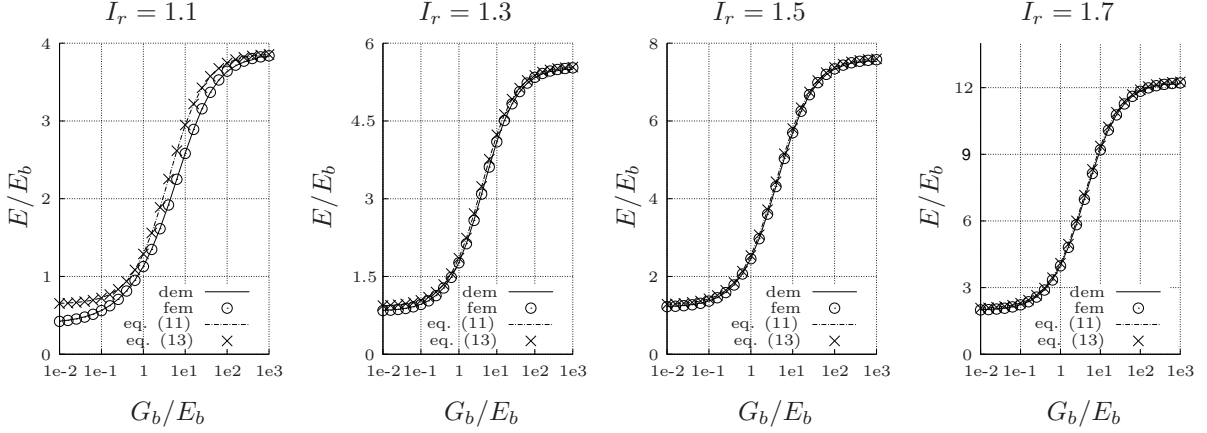 I_r = 1.1
I_r = 1.3
I_r = 1.5
I_r = 1.7
E/E_b
4
3
2
1
0
dem
fem
eq. (11)
eq. (13)
1e-2 1e-1 1 1e1 1e2 1e3
G_b/E_b
E/E_b
6
4.5
3
1.5
0
dem
fem
eq. (11)
eq. (13)
1e-2 1e-1 1 1e1 1e2 1e3
G_b/E_b
E/E_b
8
6
4
2
0
dem
fem
eq. (11)
eq. (13)
1e-2 1e-1 1 1e1 1e2 1e3
G_b/E_b
E/E_b
12
9
6
3
0
dem
fem
eq. (11)
eq. (13)
1e-2 1e-1 1 1e1 1e2 1e3
G_b/E_b